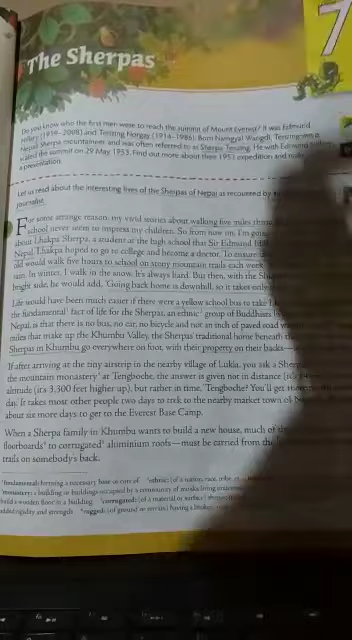 7
The Sherpas
Do you know who the first men were to reach the summit of Mount Everest? It was Edmund
Hillary (1919–2008) and Tenzing Norgay (1914–1986). Born Namgyal Wangdi, Tenzing was a
Nepali Sherpa mountaineer and was often referred to as Sherpa Tenzing. He with Edmund
scaled the summit on 29 May 1953. Find out more about their 1953 expedition and make
a presentation.
Let us read about the interesting lives of the Sherpas of Nepal as recounted by
journalist.
For some strange reason, my vivid stories about walking five miles
school never seem to impress my children. So from now on, I'm
about Lhakpa Sherpa, a student at the high school that Sir Edmund
Nepal. Lhakpa hoped to go to college and become a doctor. To ensure
old would walk five hours to school on stony mountain trails each week
rain. In winter, I walk in the snow. It's always hard. But then, with the
bright side, he would add, 'Going back home is downhill, so it takes only
Life would have been much easier if there were a yellow school bus to take
the fundamental fact of life for the Sherpas, an ethnic group of Buddhists
Nepal, is that there is no bus, no car, no bicycle and not an inch of paved road
miles that make up the Khumbu Valley, the Sherpas' traditional home beneath
Sherpas in Khumbu go everywhere on foot, with their property on their backs
If after arriving at the tiny airstrip in the nearby village of Lukla, you ask a Sherpa
the mountain monastery at Tengboche, the answer is given not in distance
altitude (it's 3,300 feet higher up), but rather in time, 'Tengboche? You'll get there
day. It takes most other people two days to trek to the nearby market town of
about six more days to get to the Everest Base Camp.
When a Sherpa family in Khumbu wants to build a new house, much of
floorboards to corrugated aluminium roofs—must be carried from the
trails on somebody's back.
fundamental: forming a necessary base or core of ethnic: (of a nation, race, tribe,
monastery: a building or buildings occupied by a community of monks living under
build a wooden floor in a building corrugated: (of a material or surface)
added rigidity and strength rugged: (of ground or terrain) having a broken